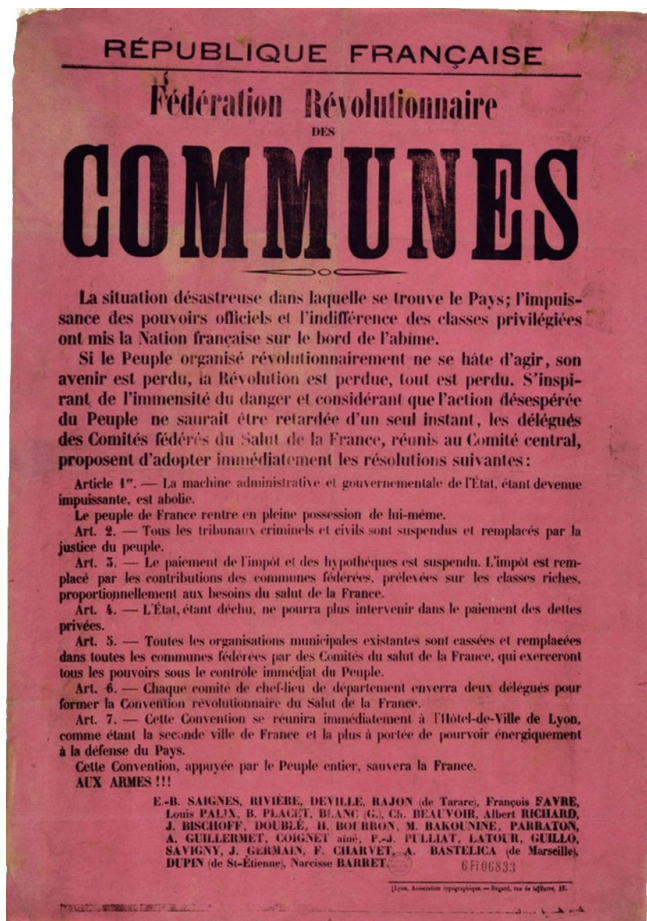 RÉPUBLIQUE FRANÇAISE
Fédération Révolutionnaire
DES
COMMUNES
La situation désastreuse dans laquelle se trouve le Pays; l'impuis-
sance des pouvoirs officiels et l'indifférence des classes privilégiées
ont mis la Nation française sur le bord de l'abîme.
Si le Peuple organisé révolutionnairement ne se hâte d'agir, son
avenir est perdu, la Révolution est perdue, tout est perdu. S'inspi-
rant de l'immensité du danger et considérant que l'action désespérée
du Peuple ne saurait être retardée d'un seul instant, les délégués
des Comités fédérés du Salut de la France, réunis au Comité central,
proposent d'adopter immédiatement les résolutions suivantes :
Article 1er. — La machine administrative et gouvernementale de l'État, étant devenue
impuissante, est abolie.
Le peuple de France rentre en pleine possession de lui-même.
Art. 2. — Tous les tribunaux criminels et civils sont suspendus et remplacés par la
justice du peuple.
Art. 3. — Le paiement de l'impôt et des hypothèques est suspendu. L'impôt est rem-
placé par les contributions des communes fédérées, prélevées sur les classes riches,
proportionnellement aux besoins du salut de la France.
Art. 4. — L'État, étant déchu, ne pourra plus intervenir dans le paiement des dettes
privées.
Art. 5. — Toutes les organisations municipales existantes sont cassées et remplacées
dans toutes les communes fédérées par des Comités du salut de la France, qui exerceront
tous les pouvoirs sous le contrôle immédiat du Peuple.
Art. 6. — Chaque comité de chef-lieu de département enverra deux délégués pour
former la Convention révolutionnaire du Salut de la France.
Art. 7. — Cette Convention se réunira immédiatement à l'Hôtel-de-Ville de Lyon,
comme étant la seconde ville de France et la plus à portée de pourvoir énergiquement
à la défense du Pays.
Cette Convention, appuyée par le Peuple entier, sauvera la France.
AUX ARMES !!!
E.-B. SAIGNES, RIVIÈRE, DEVILLE, RAJON (de Tarare), François FAVRE,
Louis PALIX, B. PLACET, BLANC (G.), Ch. BEAUVOIR, Albert RICHARD,
J. BISCHOFF, DOUBLÉ, H. BOURRON, M. BAKOUNINE, PARRATON,
A. GUILLERMET, COIGNET aîné, P.-J. PULLIAT, LATOUR, GUILLO,
SAVIGNY, J. GERMAIN, F. CHARVET, A. BASTELICA (de Marseille),
DUPIN (de St-Étienne), Narcisse BARRET.
6FI06833
Lyon, Association typographique. — Regard, rue de la